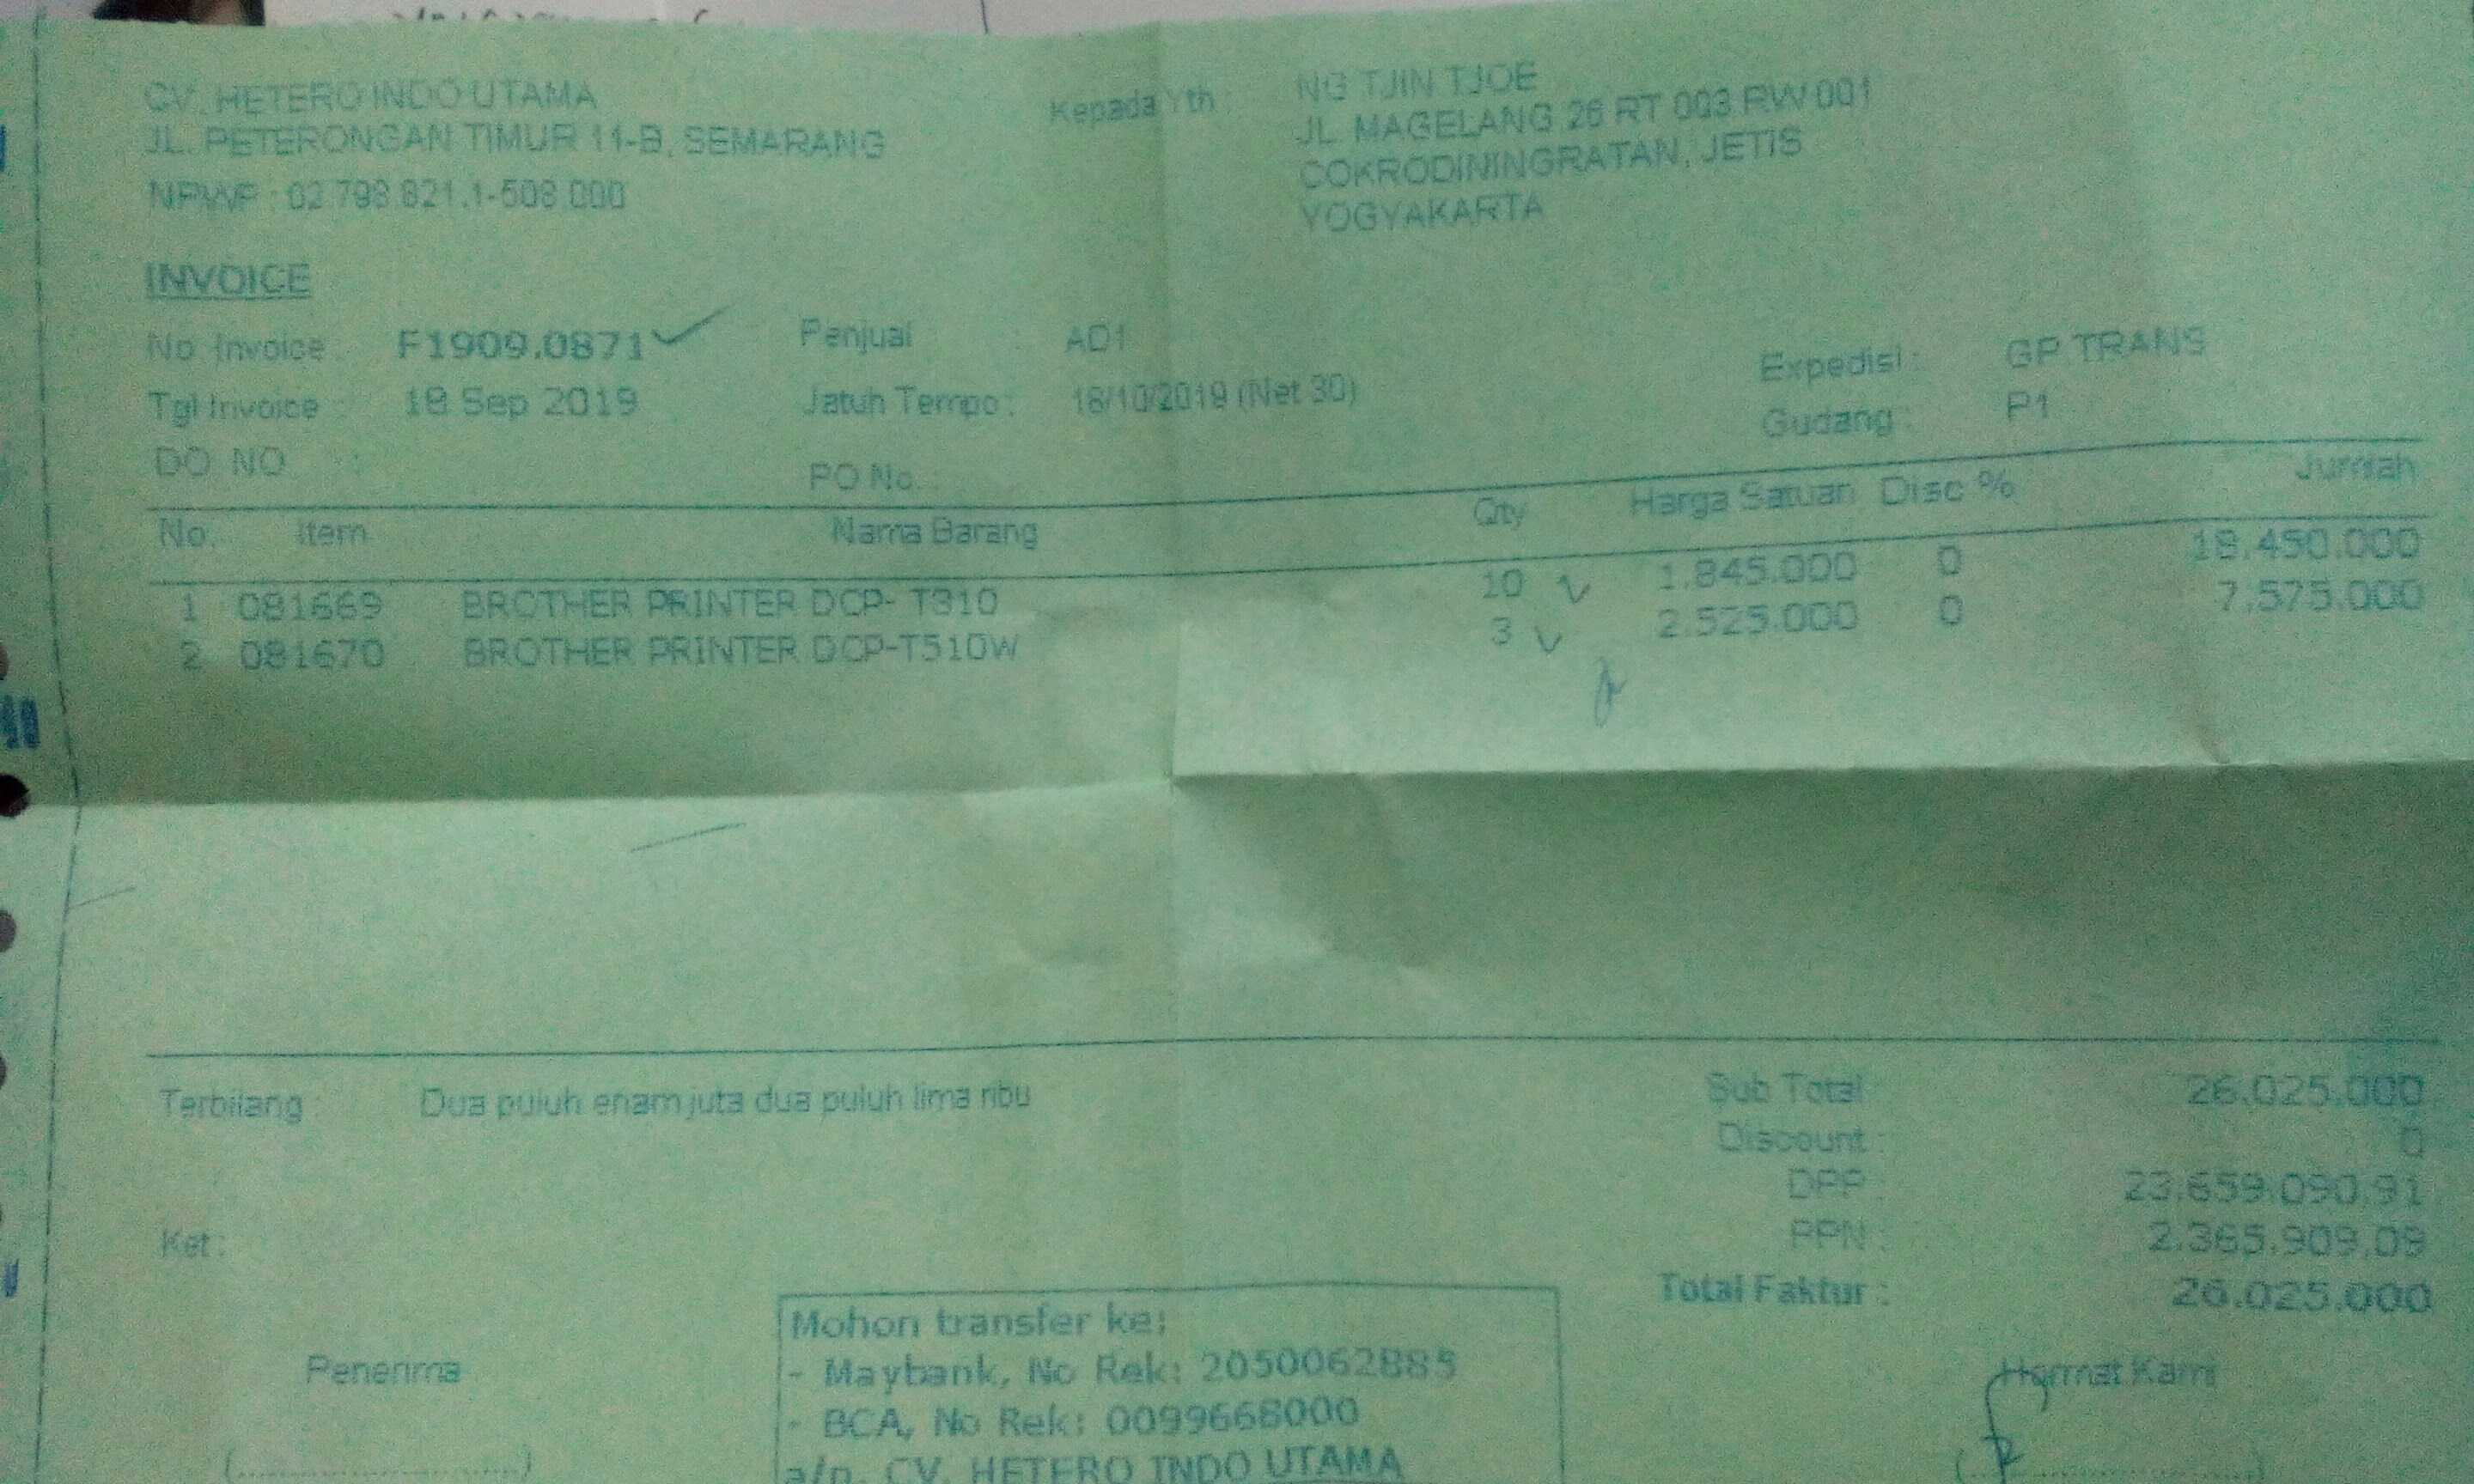 CV. HETERO INDO UTAMA
JL. PETERONGAN TIMUR 11-B, SEMARANG
NPWP : 02.798.821.1-508.000
Kepada Yth :
NG TJIN TJOE
JL. MAGELANG 26 RT 003 RW 001
COKRODININGRATAN, JETIS
YOGYAKARTA
INVOICE
No. Invoice : F1909.0871 Penjual : AD1 Expedisi : GP TRANS
Tgl Invoice : 18 Sep 2019 Jatuh Tempo : 18/10/2019 (Net 30) Gudang : P1
DO NO : PO No. :
No. Item Nama Barang Qty Harga Satuan Disc % Jumlah
1 081669 BROTHER PRINTER DCP- T310 10 1.845.000 0 18.450.000
2 081670 BROTHER PRINTER DCP-T510W 3 2.525.000 0 7.575.000
Terbilang : Dua puluh enam juta dua puluh lima ribu
Sub Total 26.025.000
Discount : 0
DPP : 23.659.090,91
PPN : 2.365.909,09
Ket :
Total Faktur : 26.025.000
Mohon transfer ke:
- Maybank, No Rek: 2050062885
- BCA, No Rek: 0099668000
a/n. CV. HETERO INDO UTAMA
Penerima
Hormat Kami